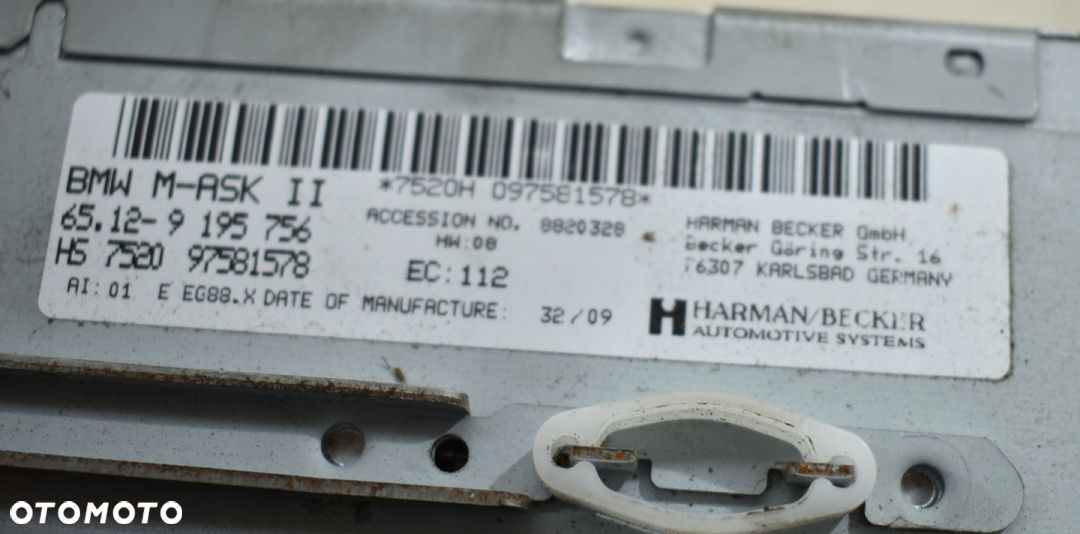 *7520H 097581578*
BMW M-ASK II
65.12-9 195 756
HS 7520 97581578
AI:01 E EG88.X DATE OF MANUFACTURE: 32/09
ACCESSION NO. 8820328
HW:08
EC:112
HARMAN BECKER GmbH
Becker Göring Str. 16
76307 KARLSBAD GERMANY
HARMAN/BECKER
AUTOMOTIVE SYSTEMS
OTOMOTO